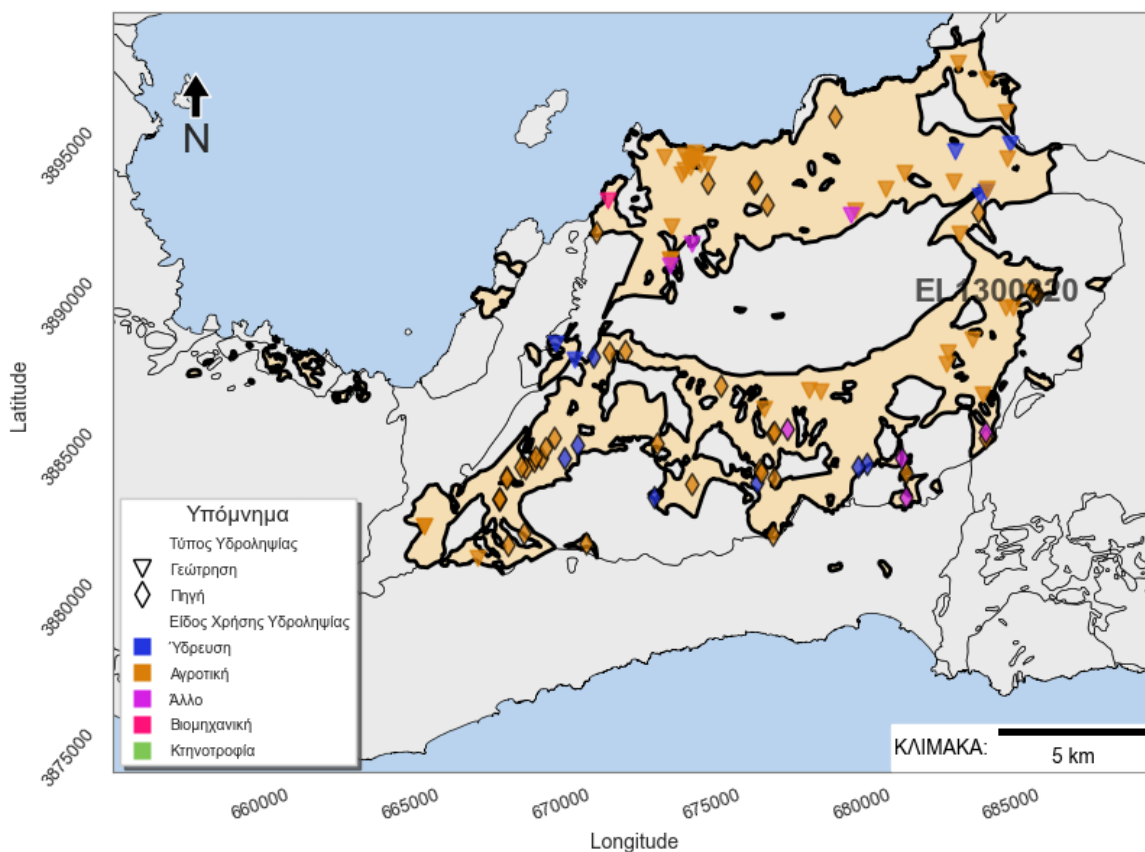 N
EL1300320
3895000
3890000
3885000
3880000
3875000
Latitude
Υπόμνημα
Τύπος Υδροληψίας
Γεώτρηση
Πηγή
Είδος Χρήσης Υδροληψίας
Ύδρευση
Αγροτική
Άλλο
Βιομηχανική
Κτηνοτροφία
ΚΛΙΜΑΚΑ:
5 km
660000
665000
670000
675000
680000
685000
Longitude